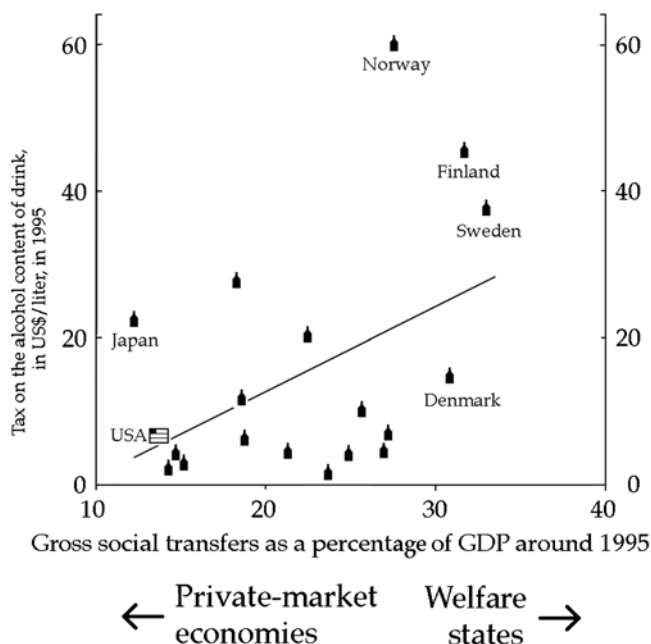 Tax on the alcohol content of drink,
in US$/liter, in 1995
60
40
20
0
60
40
20
0
Norway
Finland
Sweden
Japan
Denmark
USA
10 20 30 40
Gross social transfers as a percentage of GDP around 1995
Private-market
economies
Welfare
states